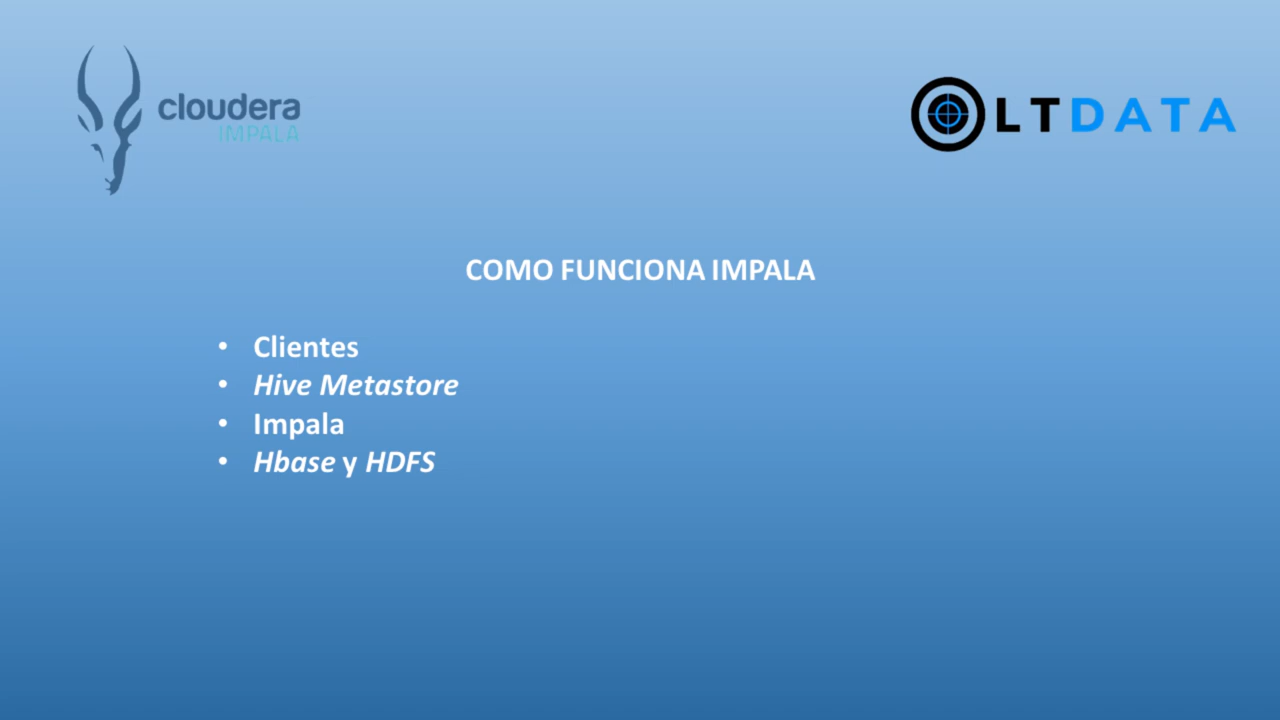 cloudera
IMPALA
LTDATA
COMO FUNCIONA IMPALA
• Clientes
• Hive Metastore
• Impala
• Hbase y HDFS